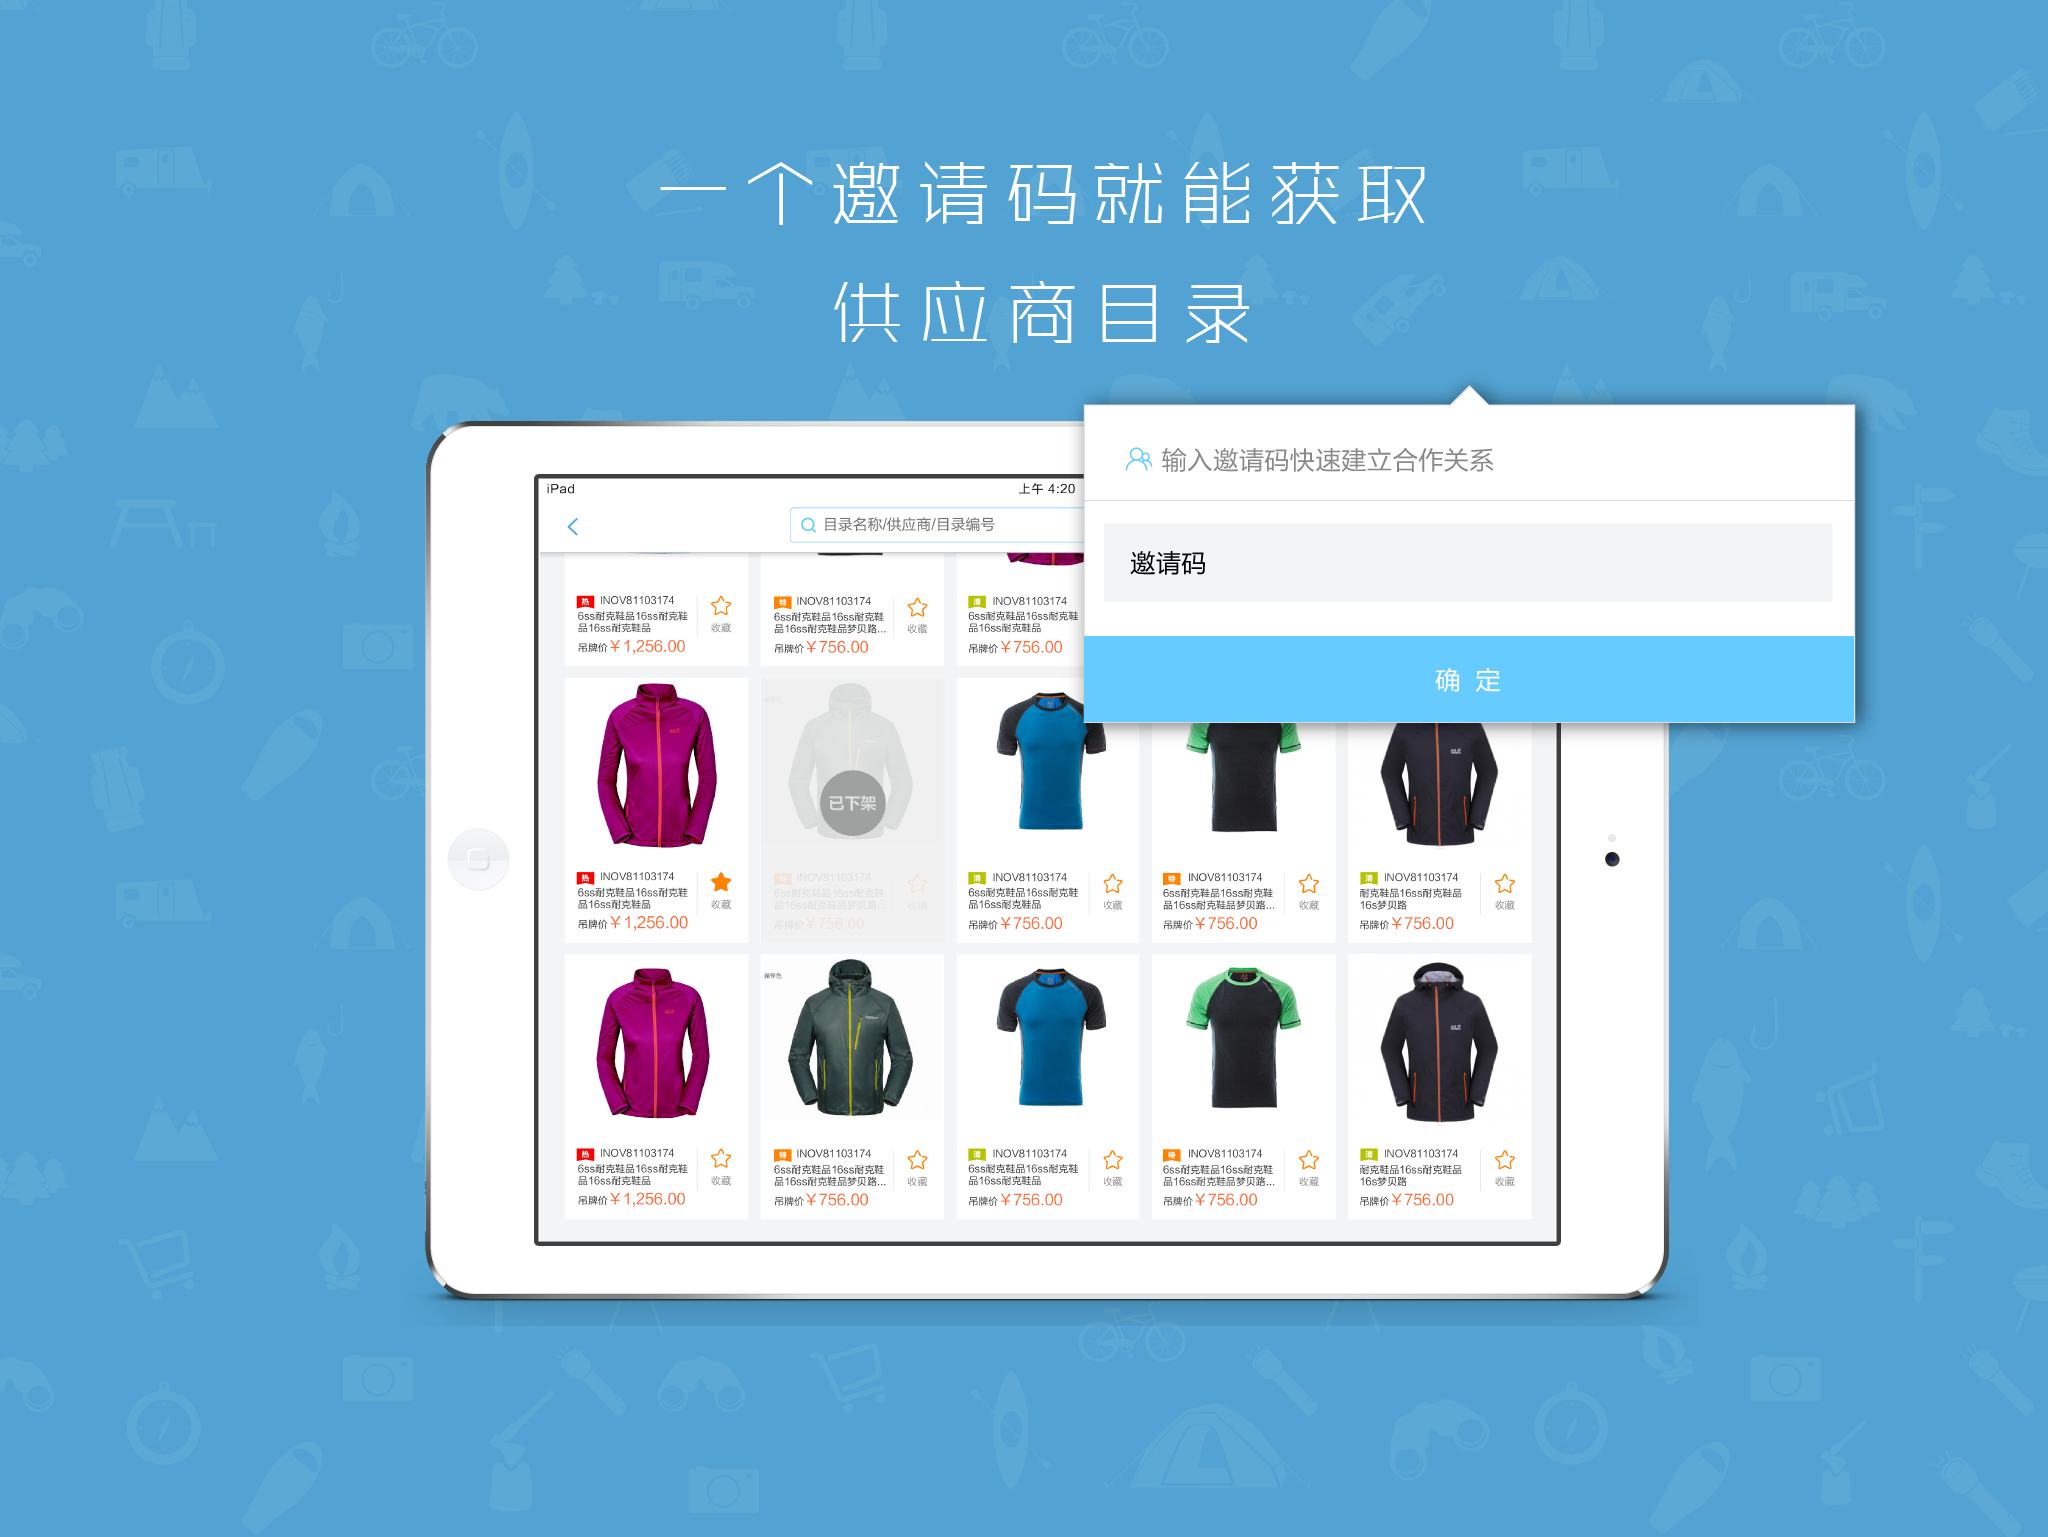 一个邀请码就能获取
供应商目录
输入邀请码快速建立合作关系
邀请码
确 定
iPad
上午 4:20
目录名称/供应商/目录编号
热 INOV81103174
6ss耐克鞋品16ss耐克鞋
品16ss耐克鞋品
吊牌价￥1,256.00
收藏
特 INOV81103174
6ss耐克鞋品16ss耐克鞋
品16ss耐克鞋品梦贝路...
吊牌价￥756.00
收藏
清 INOV81103174
6ss耐克鞋品16ss耐克鞋
品16ss耐克鞋品
吊牌价￥756.00
热 INOV81103174
6ss耐克鞋品16ss耐克鞋
品16ss耐克鞋品
吊牌价￥1,256.00
收藏
已下架
INOV81103174
6ss耐克鞋品16ss耐克鞋
品16ss耐克鞋品梦贝路...
吊牌价￥756.00
收藏
清 INOV81103174
6ss耐克鞋品16ss耐克鞋
品16ss耐克鞋品
吊牌价￥756.00
收藏
特 INOV81103174
6ss耐克鞋品16ss耐克鞋
品16ss耐克鞋品梦贝路...
吊牌价￥756.00
收藏
清 INOV81103174
耐克鞋品16ss耐克鞋品
16s梦贝路
吊牌价￥756.00
收藏
热 INOV81103174
6ss耐克鞋品16ss耐克鞋
品16ss耐克鞋品
吊牌价￥1,256.00
收藏
特 INOV81103174
6ss耐克鞋品16ss耐克鞋
品16ss耐克鞋品梦贝路...
吊牌价￥756.00
收藏
清 INOV81103174
6ss耐克鞋品16ss耐克鞋
品16ss耐克鞋品
吊牌价￥756.00
收藏
特 INOV81103174
6ss耐克鞋品16ss耐克鞋
品16ss耐克鞋品梦贝路...
吊牌价￥756.00
收藏
清 INOV81103174
耐克鞋品16ss耐克鞋品
16s梦贝路
吊牌价￥756.00
收藏